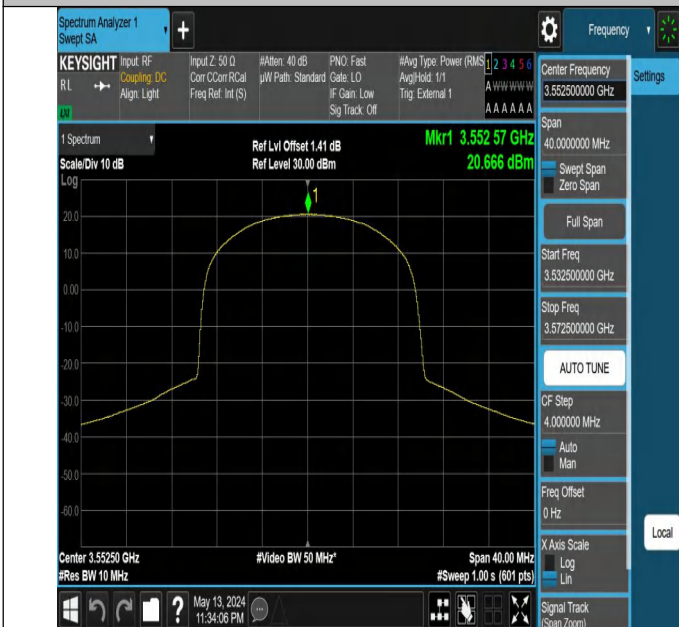 Spectrum Analyzer 1
Swept SA
+
Frequency
KEYSIGHT
R L
Input: RF
Coupling: DC
Align: Light
Input Z: 50 Ω
Corr CCorr RCal
Freq Ref: Int (S)
#Atten: 40 dB
µW Path: Standard
PNO: Fast
Gate: LO
IF Gain: Low
Sig Track: Off
#Avg Type: Power (RMS
Avg|Hold: 1/1
Trig: External 1
1 2 3 4 5 6
A W W W W W
A A A A A A
1 Spectrum
Scale/Div 10 dB
Log
Ref Lvl Offset 1.41 dB
Ref Level 30.00 dBm
Mkr1 3.552 57 GHz
20.666 dBm
1
20.0
10.0
0.00
-10.0
-20.0
-30.0
-40.0
-50.0
-60.0
Center 3.55250 GHz
#Res BW 10 MHz
#Video BW 50 MHz*
Span 40.00 MHz
#Sweep 1.00 s (601 pts)
?
May 13, 2024
11:34:06 PM
Center Frequency
3.552500000 GHz
Settings
Span
40.0000000 MHz
Swept Span
Zero Span
Full Span
Start Freq
3.532500000 GHz
Stop Freq
3.572500000 GHz
AUTO TUNE
CF Step
4.000000 MHz
Auto
Man
Freq Offset
0 Hz
X Axis Scale
Log
Lin
Local
Signal Track
(Span Zoom)